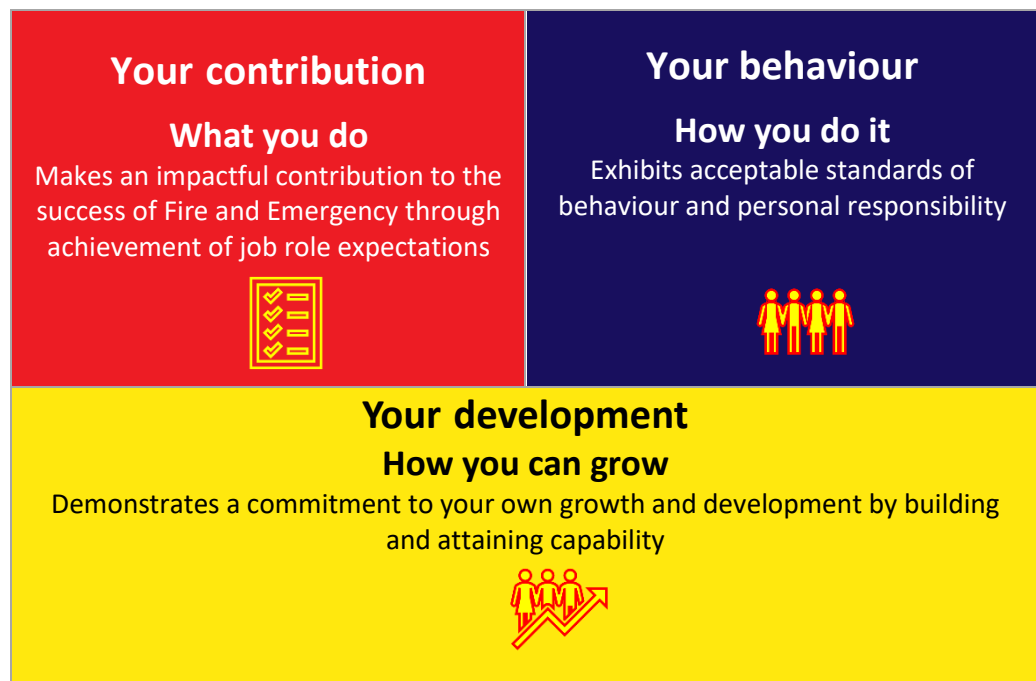 Your contribution
What you do
Makes an impactful contribution to the
success of Fire and Emergency through
achievement of job role expectations
Your behaviour
How you do it
Exhibits acceptable standards of
behaviour and personal responsibility
Your development
How you can grow
Demonstrates a commitment to your own growth and development by building
and attaining capability